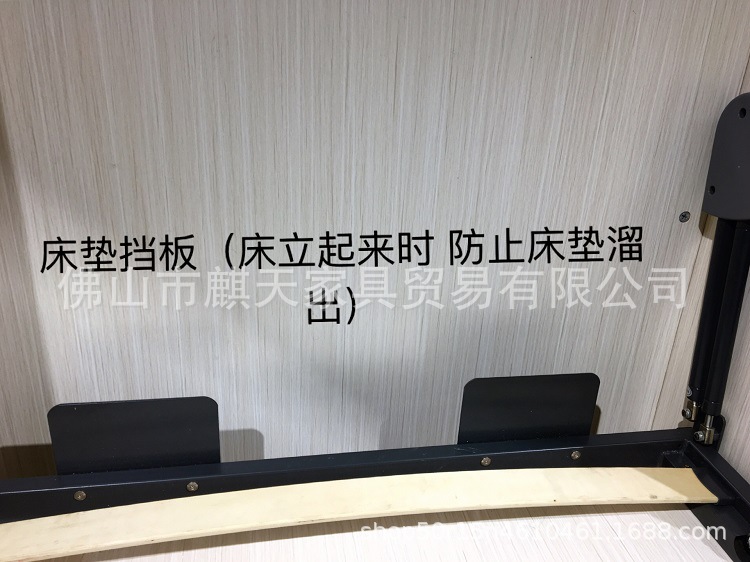 床垫挡板（床立起来时 防止床垫溜
佛山市麒天家具贸易有限公司
出）